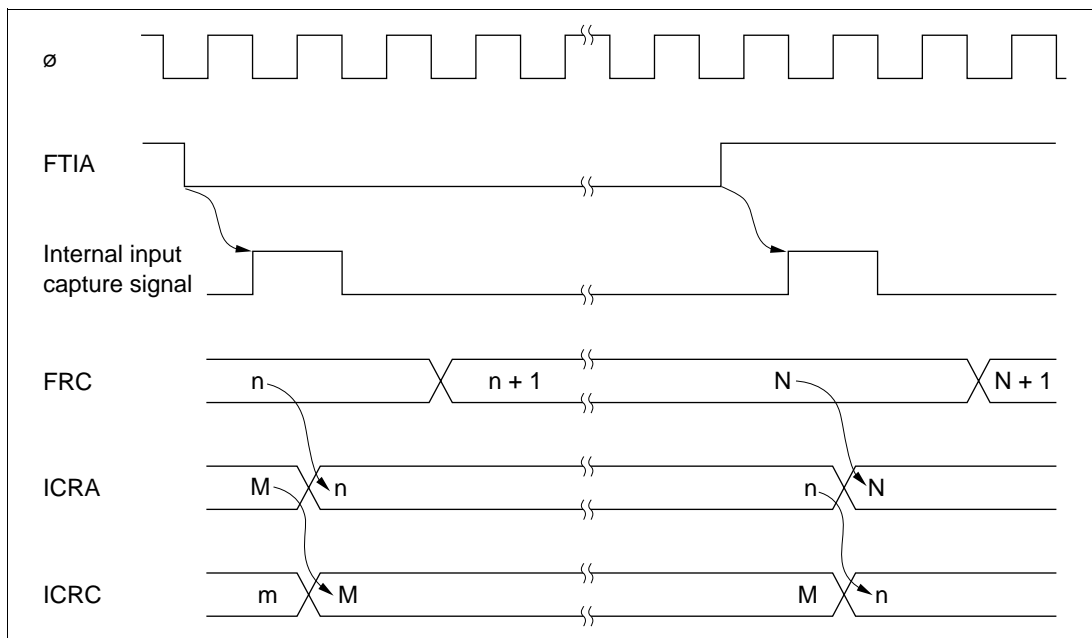 ø
FTIA
Internal input
capture signal
FRC
n
n + 1
N
N + 1
ICRA
M
n
n
N
ICRC
m
M
M
n